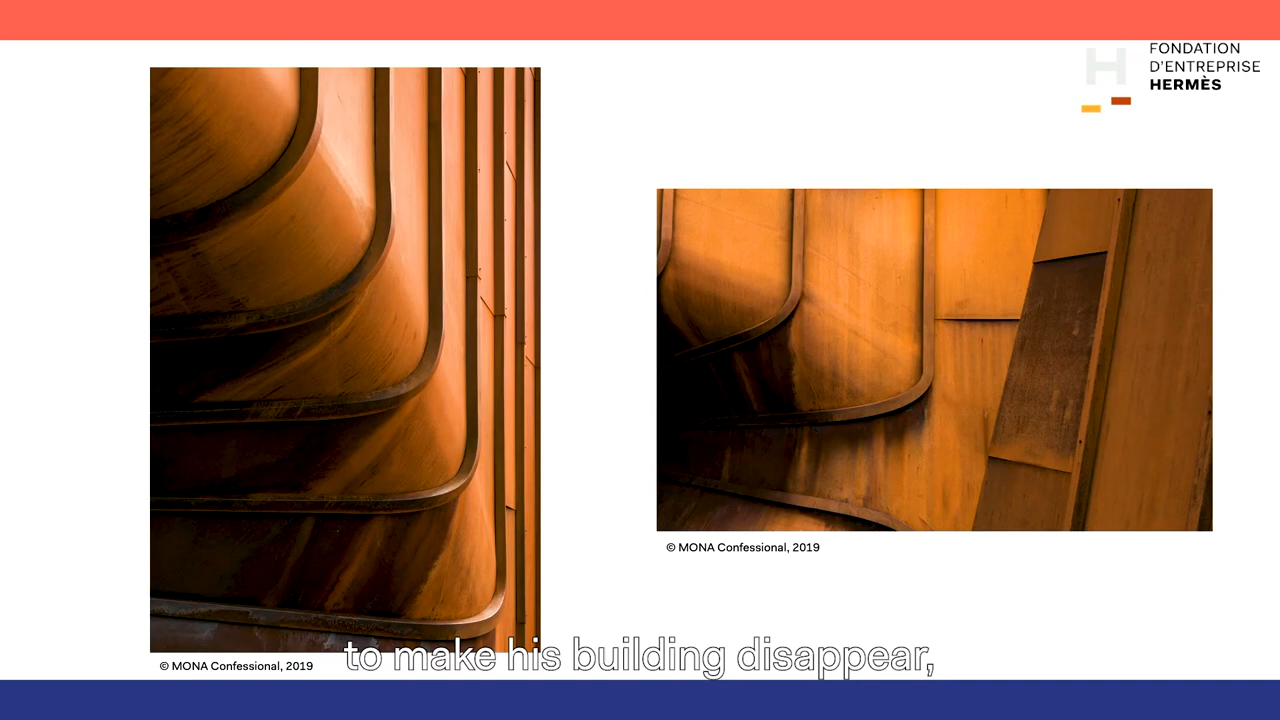 FONDATION
D'ENTREPRISE
HERMÈS
H
© MONA Confessional, 2019
© MONA Confessional, 2019
to make his building disappear,